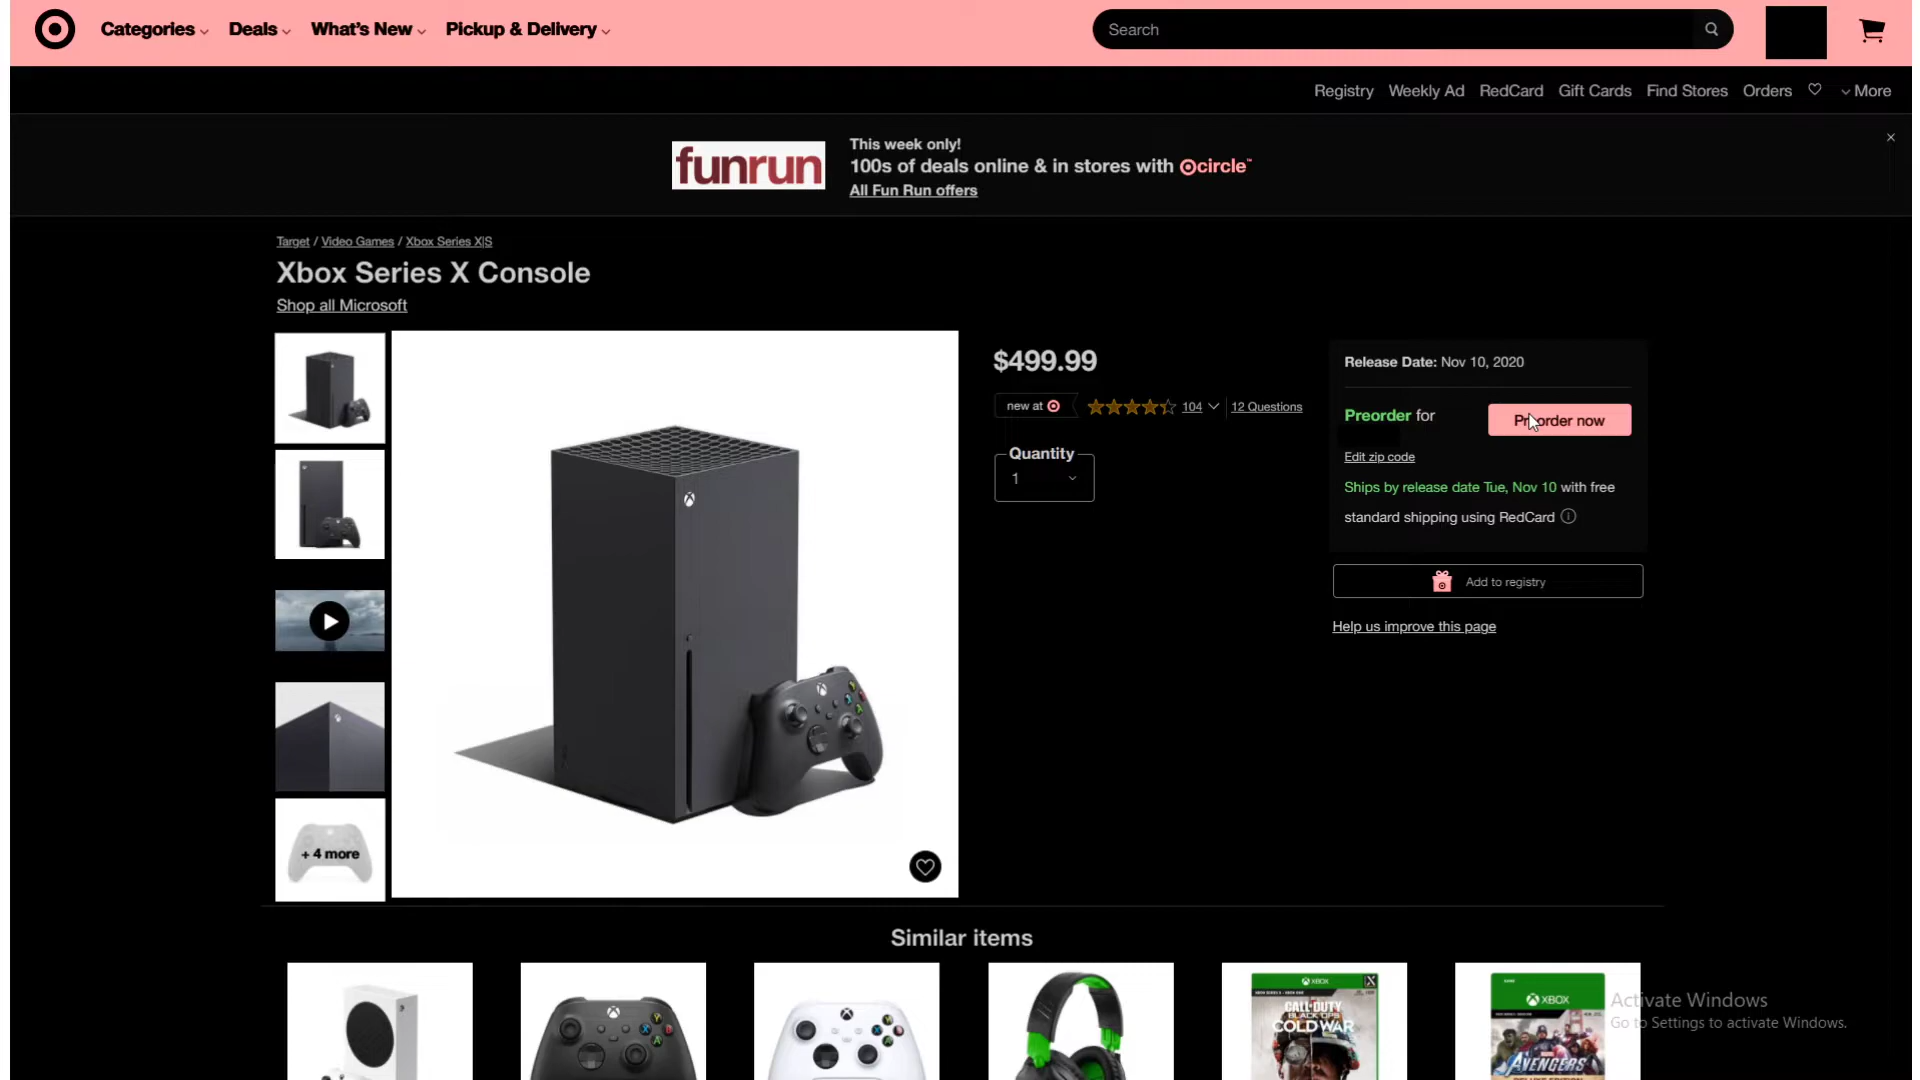 Categories Deals What's New Pickup & Delivery Search
Registry Weekly Ad RedCard Gift Cards Find Stores Orders More
funrun
This week only!
100s of deals online & in stores with circle™
All Fun Run offers
Target / Video Games / Xbox Series X|S
Xbox Series X Console
Shop all Microsoft
$499.99
new at 104 12 Questions
Quantity
1
Release Date: Nov 10, 2020
Preorder for
Preorder now
Edit zip code
Ships by release date Tue, Nov 10 with free
standard shipping using RedCard
Add to registry
Help us improve this page
+ 4 more
Similar items
XBOX
CALL DUTY
BLACK OPS
COLD WAR
XBOX
AVENGERS
Activate Windows
Go to Settings to activate Windows.